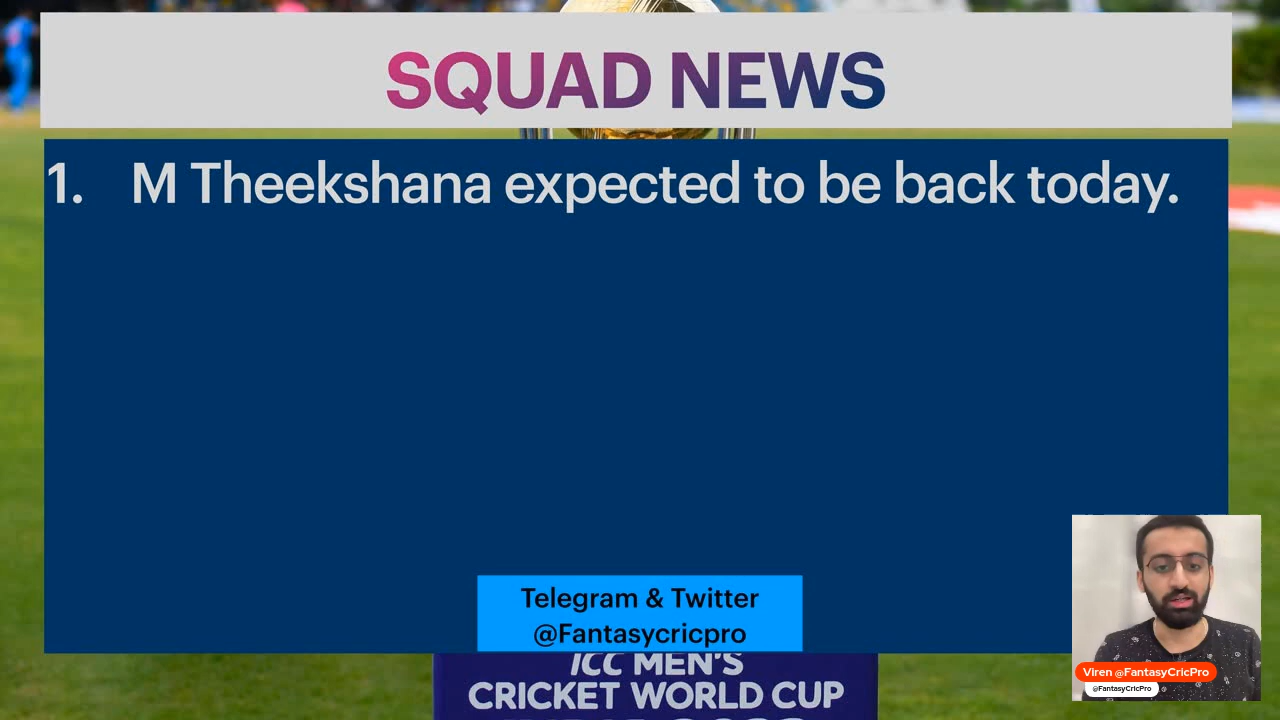 SQUAD NEWS
1. M Theekshana expected to be back today.
Telegram & Twitter
@Fantasycricpro
ICC MEN'S
CRICKET WORLD CUP
Viren @FantasyCricPro
@FantasyCricPro